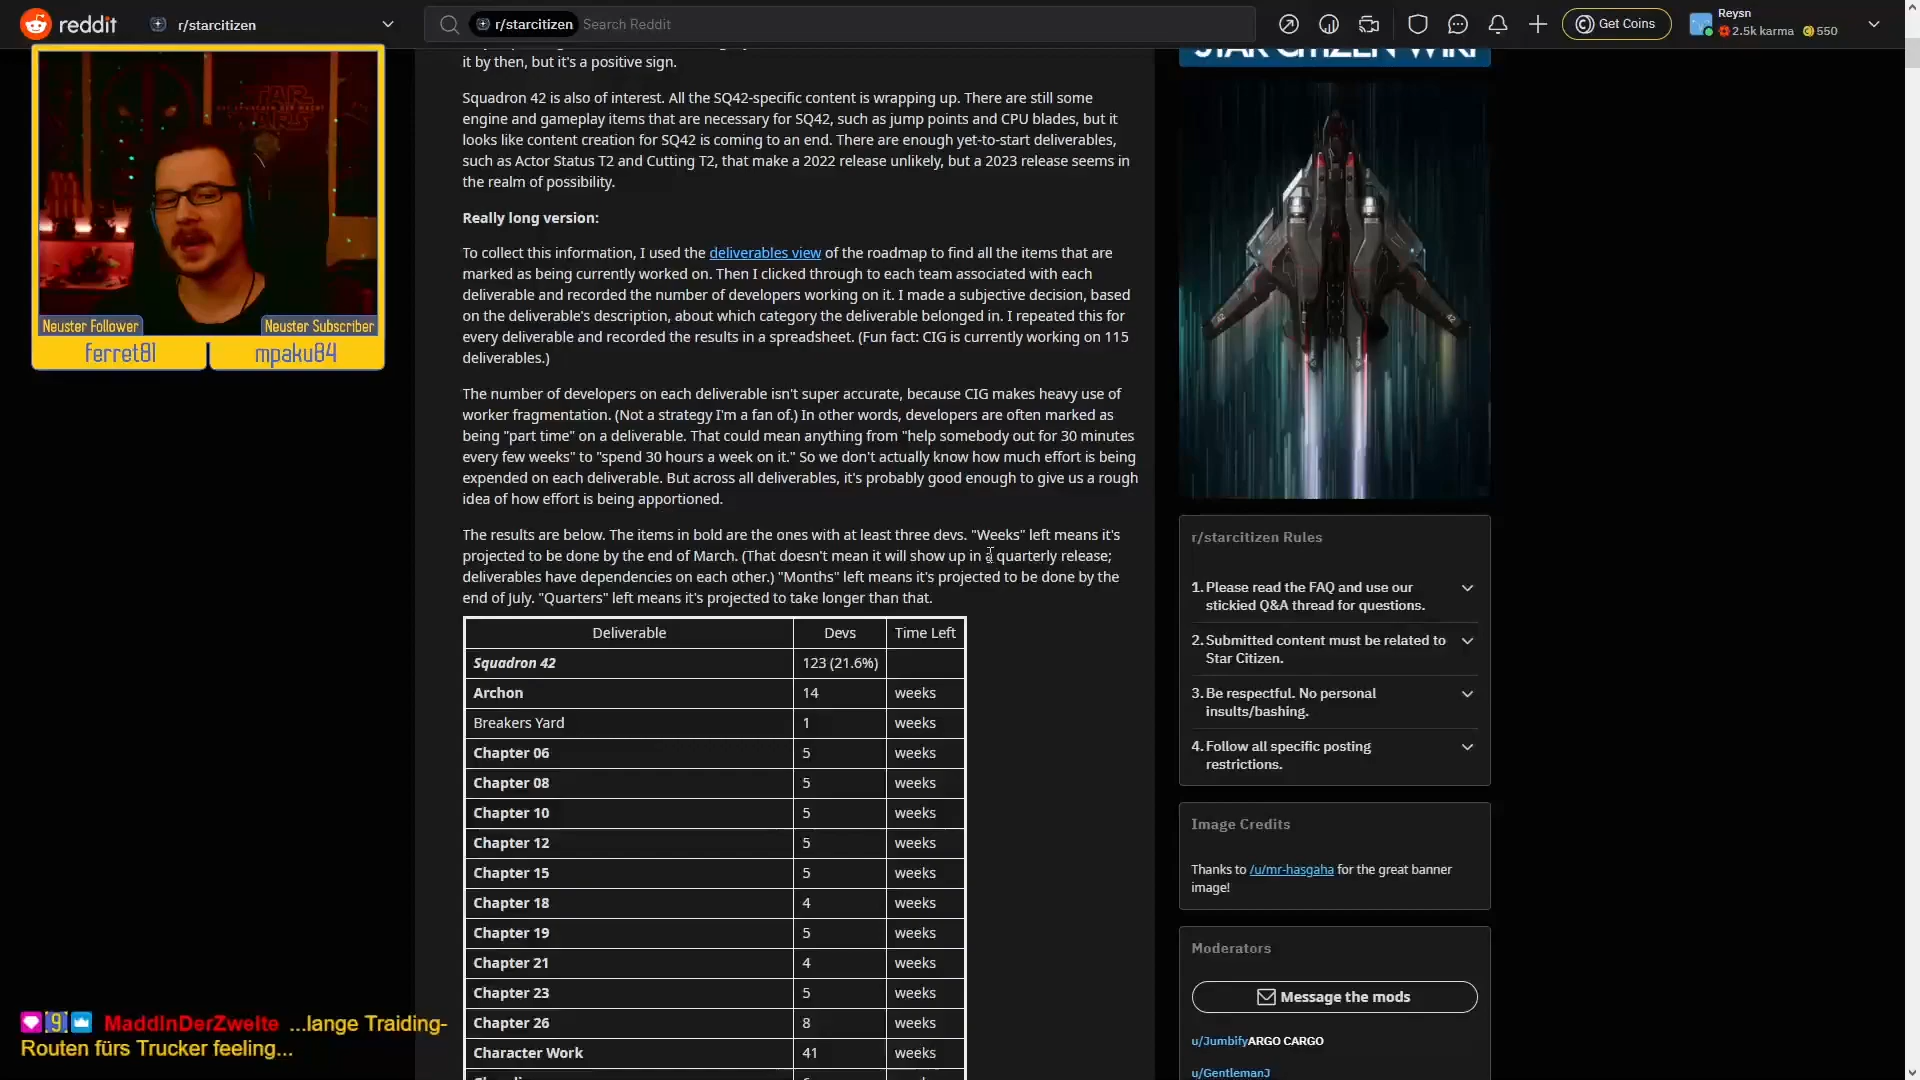 reddit
r/starcitizen
r/starcitizen Search Reddit
Get Coins
Reysn
2.5k karma 550
it by then, but it's a positive sign.
Squadron 42 is also of interest. All the SQ42-specific content is wrapping up. There are still some
engine and gameplay items that are necessary for SQ42, such as jump points and CPU blades, but it
looks like content creation for SQ42 is coming to an end. There are enough yet-to-start deliverables,
such as Actor Status T2 and Cutting T2, that make a 2022 release unlikely, but a 2023 release seems in
the realm of possibility.
Really long version:
To collect this information, I used the deliverables view of the roadmap to find all the items that are
marked as being currently worked on. Then I clicked through to each team associated with each
deliverable and recorded the number of developers working on it. I made a subjective decision, based
on the deliverable's description, about which category the deliverable belonged in. I repeated this for
every deliverable and recorded the results in a spreadsheet. (Fun fact: CIG is currently working on 115
deliverables.)
The number of developers on each deliverable isn't super accurate, because CIG makes heavy use of
worker fragmentation. (Not a strategy I'm a fan of.) In other words, developers are often marked as
being "part time" on a deliverable. That could mean anything from "help somebody out for 30 minutes
every few weeks" to "spend 30 hours a week on it." So we don't actually know how much effort is being
expended on each deliverable. But across all deliverables, it's probably good enough to give us a rough
idea of how effort is being apportioned.
The results are below. The items in bold are the ones with at least three devs. "Weeks" left means it's
projected to be done by the end of March. (That doesn't mean it will show up in a quarterly release;
deliverables have dependencies on each other.) "Months" left means it's projected to be done by the
end of July. "Quarters" left means it's projected to take longer than that.
Deliverable Devs Time Left
Squadron 42 123 (21.6%)
Archon 14 weeks
Breakers Yard 1 weeks
Chapter 06 5 weeks
Chapter 08 5 weeks
Chapter 10 5 weeks
Chapter 12 5 weeks
Chapter 15 5 weeks
Chapter 18 4 weeks
Chapter 19 5 weeks
Chapter 21 4 weeks
Chapter 23 5 weeks
Chapter 26 8 weeks
Character Work 41 weeks
STAR CITIZEN WIKI
r/starcitizen Rules
1. Please read the FAQ and use our
stickied Q&A thread for questions.
2. Submitted content must be related to
Star Citizen.
3. Be respectful. No personal
insults/bashing.
4. Follow all specific posting
restrictions.
Image Credits
Thanks to /u/mr-hasgaha for the great banner
image!
Moderators
Message the mods
u/Jumbify ARGO CARGO
u/GentlemanJ
STAR
WARS
Neuster Follower
Neuster Subscriber
ferret81
mpaku84
9 MaddInDerZweite ...lange Traiding-
Routen fürs Trucker feeling...